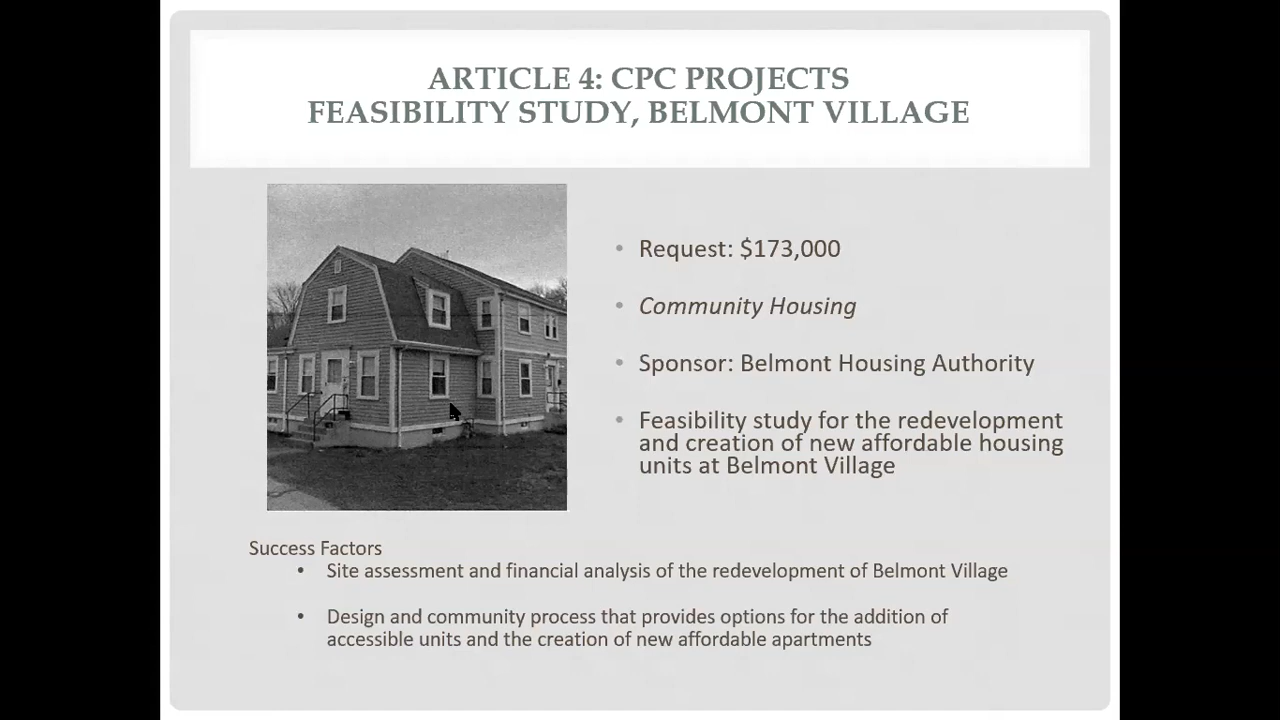 ARTICLE 4: CPC PROJECTS
FEASIBILITY STUDY, BELMONT VILLAGE
• Request: $173,000
• Community Housing
• Sponsor: Belmont Housing Authority
• Feasibility study for the redevelopment
and creation of new affordable housing
units at Belmont Village
Success Factors
• Site assessment and financial analysis of the redevelopment of Belmont Village
• Design and community process that provides options for the addition of
accessible units and the creation of new affordable apartments